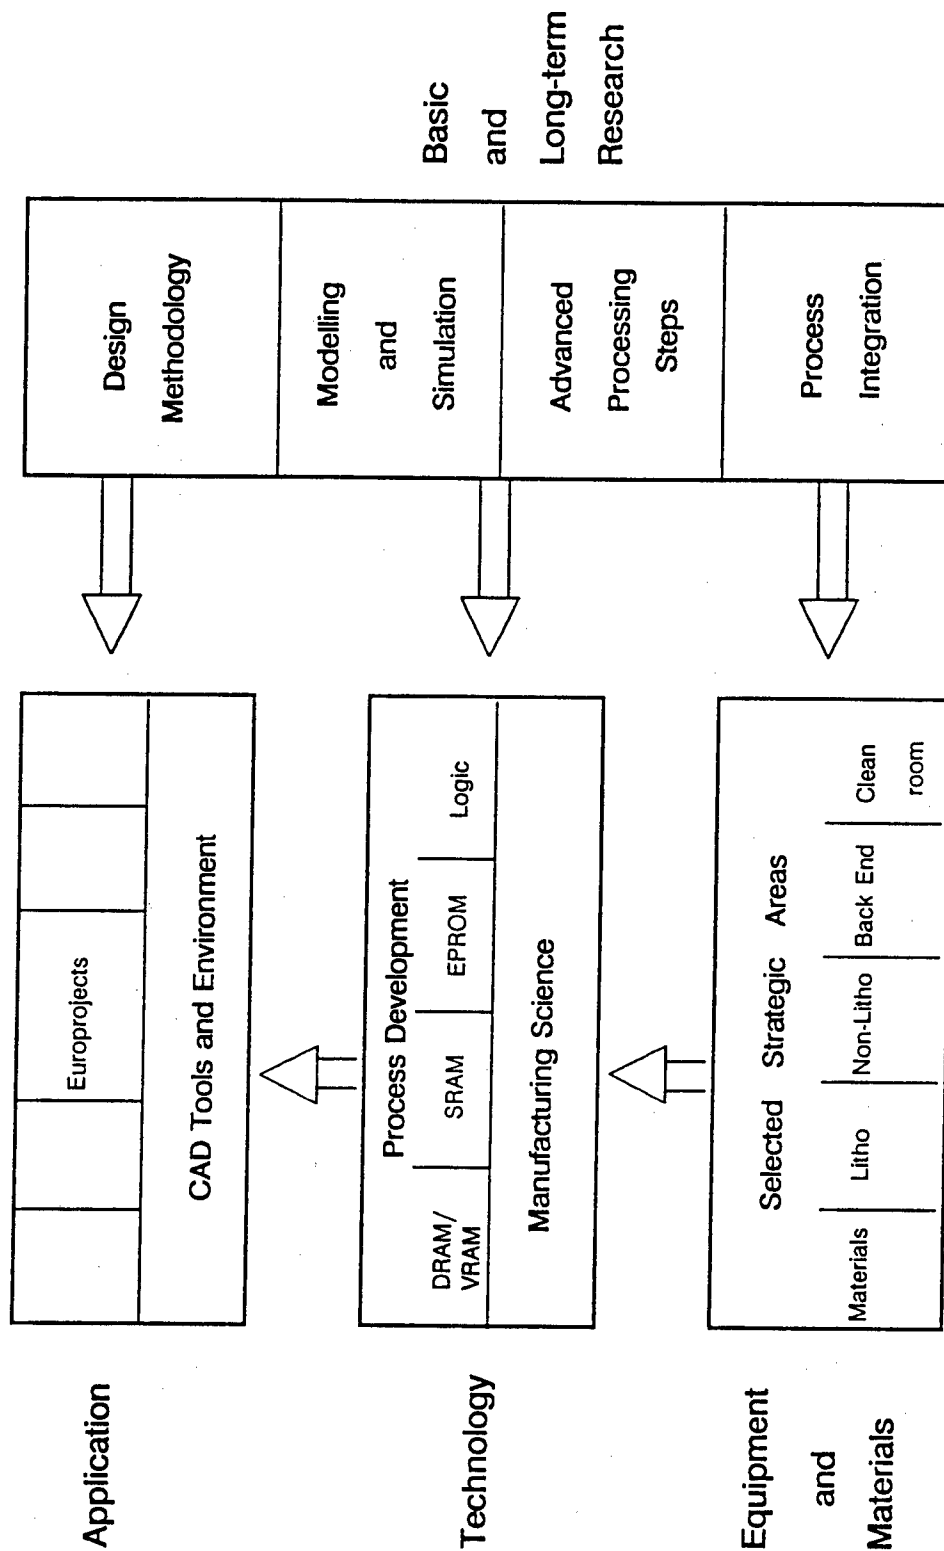 Application
Europrojects
CAD Tools and Environment
Technology
Process Development
DRAM/
VRAM
SRAM
EPROM
Logic
Manufacturing Science
Equipment
and
Materials
Selected Strategic Areas
Materials
Litho
Non-Litho
Back End
Clean
room
Design
Methodology
Modelling
and
Simulation
Advanced
Processing
Steps
Process
Integration
Basic
and
Long-term
Research